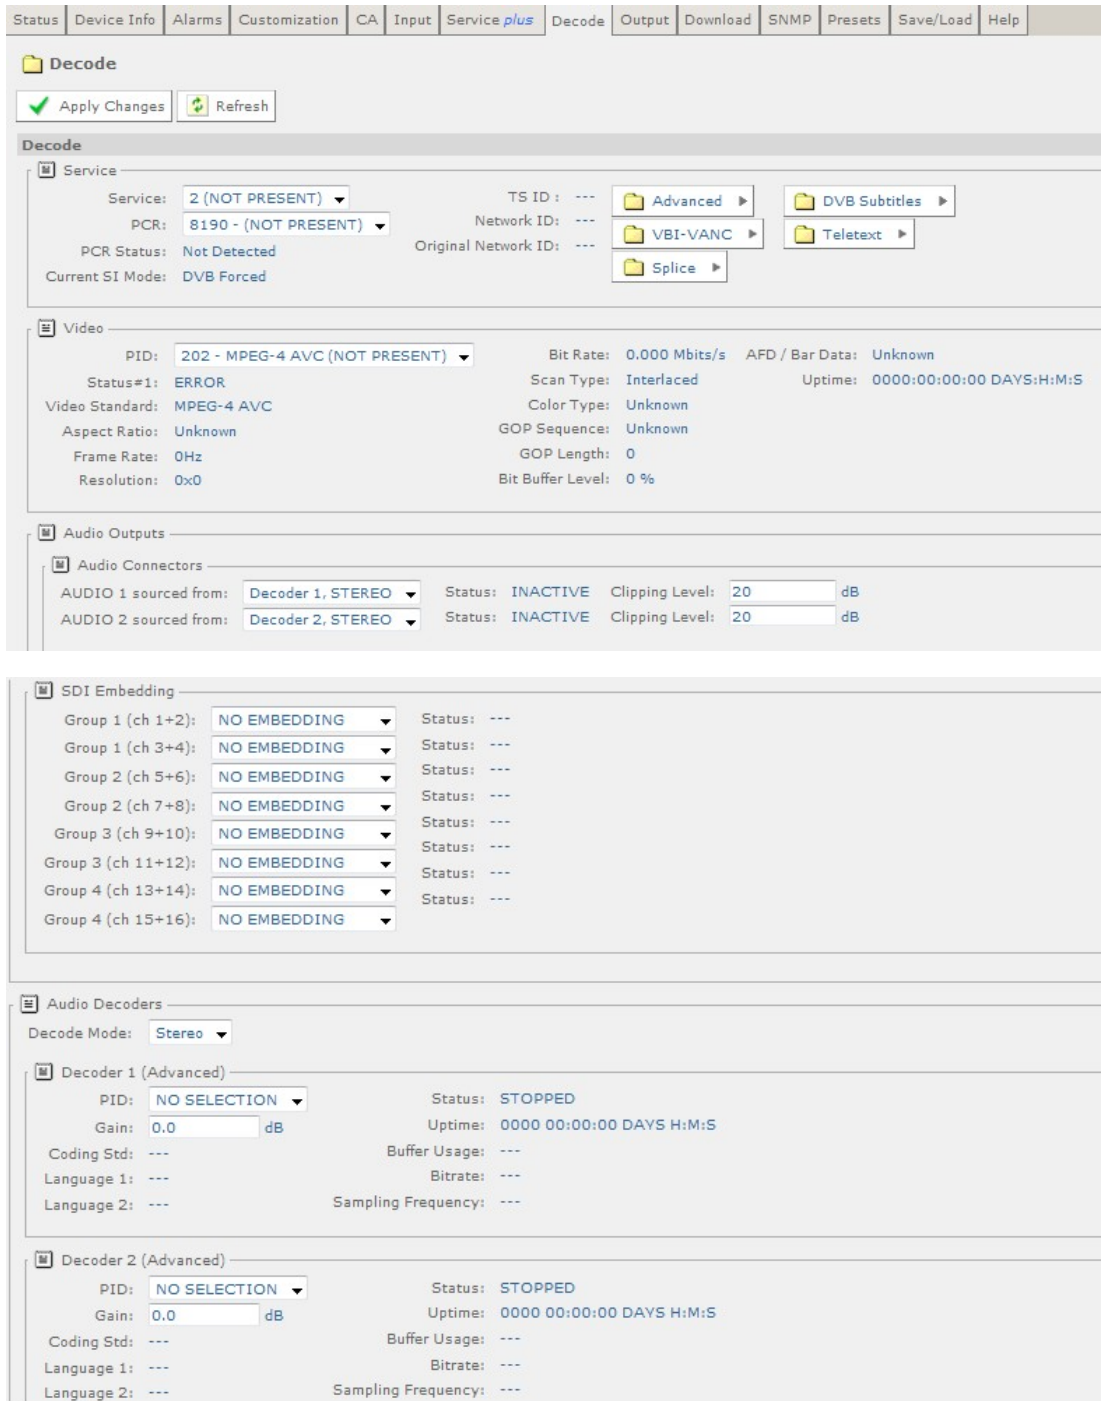 Status Device Info Alarms Customization CA Input Service plus Decode Output Download SNMP Presets Save/Load Help
Decode
Apply Changes Refresh
Decode
Service
Service: 2 (NOT PRESENT) TS ID : --- Advanced DVB Subtitles
PCR: 8190 - (NOT PRESENT) Network ID: --- VBI-VANC Teletext
PCR Status: Not Detected Original Network ID: --- Splice
Current SI Mode: DVB Forced
Video
PID: 202 - MPEG-4 AVC (NOT PRESENT) Bit Rate: 0.000 Mbits/s AFD / Bar Data: Unknown
Status#1: ERROR Scan Type: Interlaced Uptime: 0000:00:00:00 DAYS:H:M:S
Video Standard: MPEG-4 AVC Color Type: Unknown
Aspect Ratio: Unknown GOP Sequence: Unknown
Frame Rate: 0Hz GOP Length: 0
Resolution: 0x0 Bit Buffer Level: 0 %
Audio Outputs
Audio Connectors
AUDIO 1 sourced from: Decoder 1, STEREO Status: INACTIVE Clipping Level: 20 dB
AUDIO 2 sourced from: Decoder 2, STEREO Status: INACTIVE Clipping Level: 20 dB
SDI Embedding
Group 1 (ch 1+2): NO EMBEDDING Status: ---
Group 1 (ch 3+4): NO EMBEDDING Status: ---
Group 2 (ch 5+6): NO EMBEDDING Status: ---
Group 2 (ch 7+8): NO EMBEDDING Status: ---
Group 3 (ch 9+10): NO EMBEDDING Status: ---
Group 3 (ch 11+12): NO EMBEDDING Status: ---
Group 4 (ch 13+14): NO EMBEDDING Status: ---
Group 4 (ch 15+16): NO EMBEDDING Status: ---
Audio Decoders
Decode Mode: Stereo
Decoder 1 (Advanced)
PID: NO SELECTION Status: STOPPED
Gain: 0.0 dB Uptime: 0000 00:00:00 DAYS H:M:S
Coding Std: --- Buffer Usage: ---
Language 1: --- Bitrate: ---
Language 2: --- Sampling Frequency: ---
Decoder 2 (Advanced)
PID: NO SELECTION Status: STOPPED
Gain: 0.0 dB Uptime: 0000 00:00:00 DAYS H:M:S
Coding Std: --- Buffer Usage: ---
Language 1: --- Bitrate: ---
Language 2: --- Sampling Frequency: ---